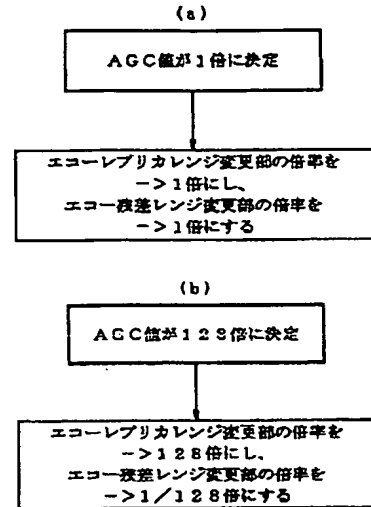 (a)
AGC値が1倍に決定
エコーレプリカレンジ変更部の倍率を
->1倍にし、
エコー残差レンジ変更部の倍率を
->1倍にする
(b)
AGC値が128倍に決定
エコーレプリカレンジ変更部の倍率を
->128倍にし、
エコー残差レンジ変更部の倍率を
->1/128倍にする